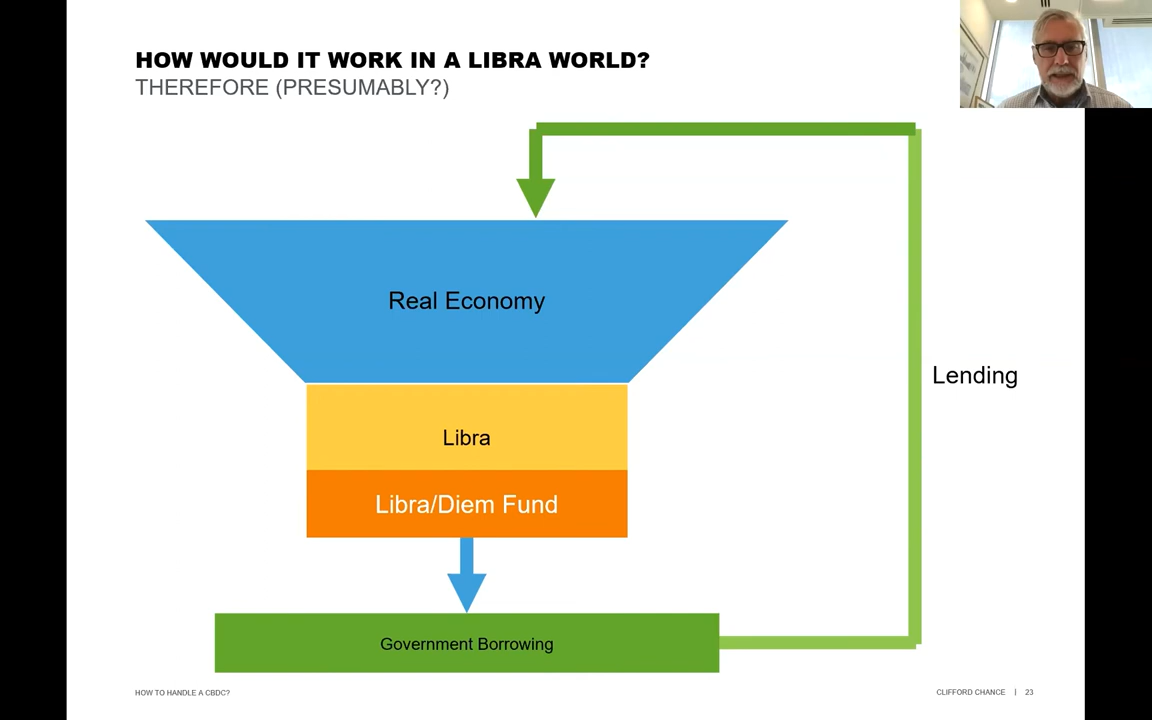 HOW WOULD IT WORK IN A LIBRA WORLD?
THEREFORE (PRESUMABLY?)
Real Economy
Lending
Libra
Libra/Diem Fund
Government Borrowing
HOW TO HANDLE A CBDC?
CLIFFORD CHANCE | 23